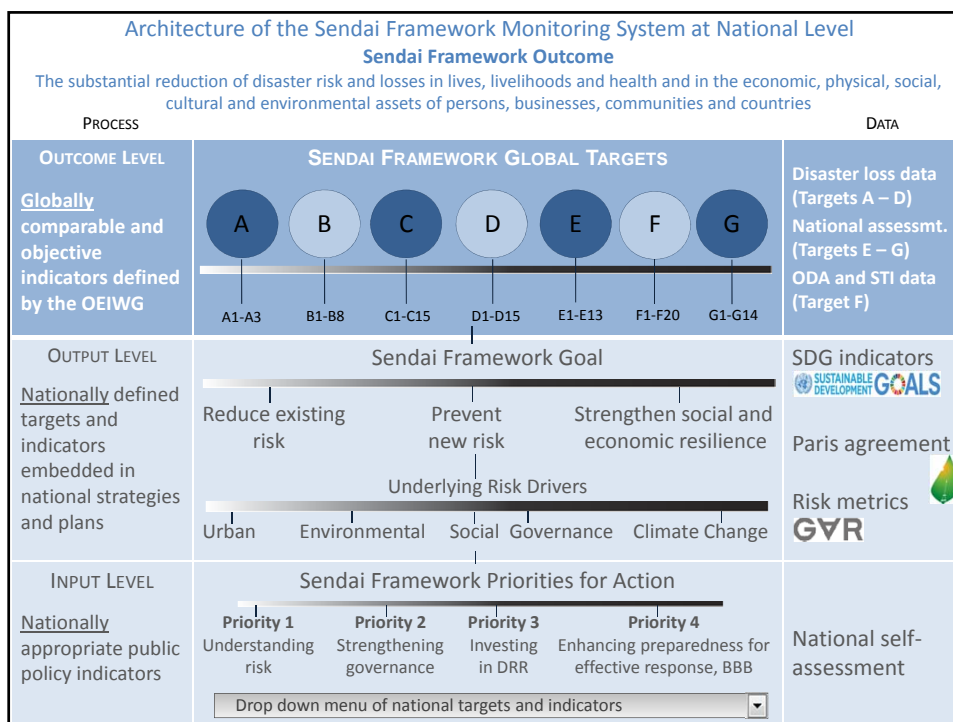 Architecture of the Sendai Framework Monitoring System at National Level
Sendai Framework Outcome
The substantial reduction of disaster risk and losses in lives, livelihoods and health and in the economic, physical, social,
cultural and environmental assets of persons, businesses, communities and countries
PROCESS
DATA
OUTCOME LEVEL
Globally
comparable and
objective
indicators defined
by the OEIWG
SENDAI FRAMEWORK GLOBAL TARGETS
A B C D E F G
A1-A3 B1-B8 C1-C15 D1-D15 E1-E13 F1-F20 G1-G14
Disaster loss data
(Targets A – D)
National assessmt.
(Targets E – G)
ODA and STI data
(Target F)
OUTPUT LEVEL
Nationally defined
targets and
indicators
embedded in
national strategies
and plans
Sendai Framework Goal
Reduce existing
risk
Prevent
new risk
Strengthen social and
economic resilience
Underlying Risk Drivers
Urban Environmental Social Governance Climate Change
SDG indicators
SUSTAINABLE
DEVELOPMENT
GOALS
Paris agreement
Risk metrics
GAR
INPUT LEVEL
Nationally
appropriate public
policy indicators
Sendai Framework Priorities for Action
Priority 1
Understanding
risk
Priority 2
Strengthening
governance
Priority 3
Investing
in DRR
Priority 4
Enhancing preparedness for
effective response, BBB
Drop down menu of national targets and indicators
National self-
assessment